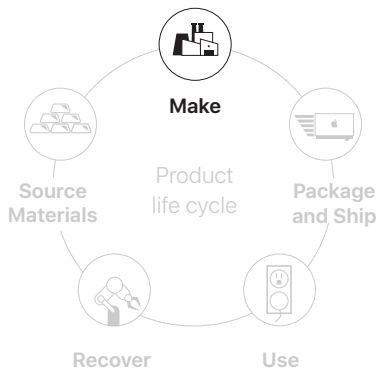 Make
Product
life cycle
Source
Materials
Package
and Ship
Recover
Use